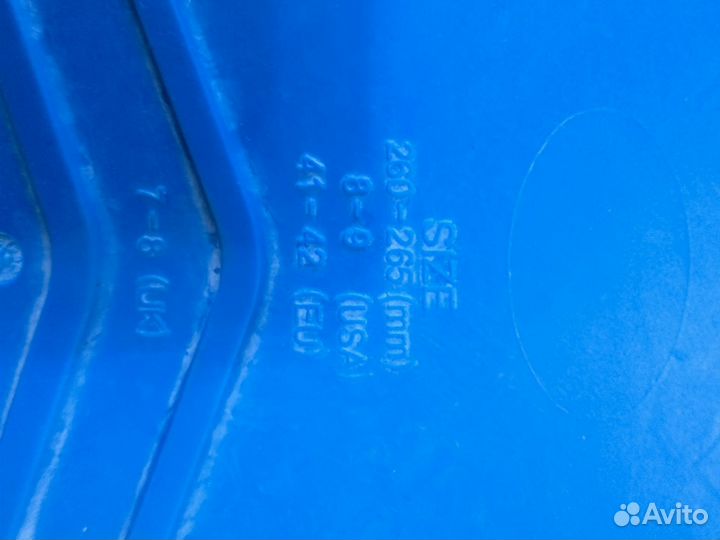 SIZE
260-265 (mm)
8-9 (USA)
41-42 (EU)
7-8 (UK)
Avito